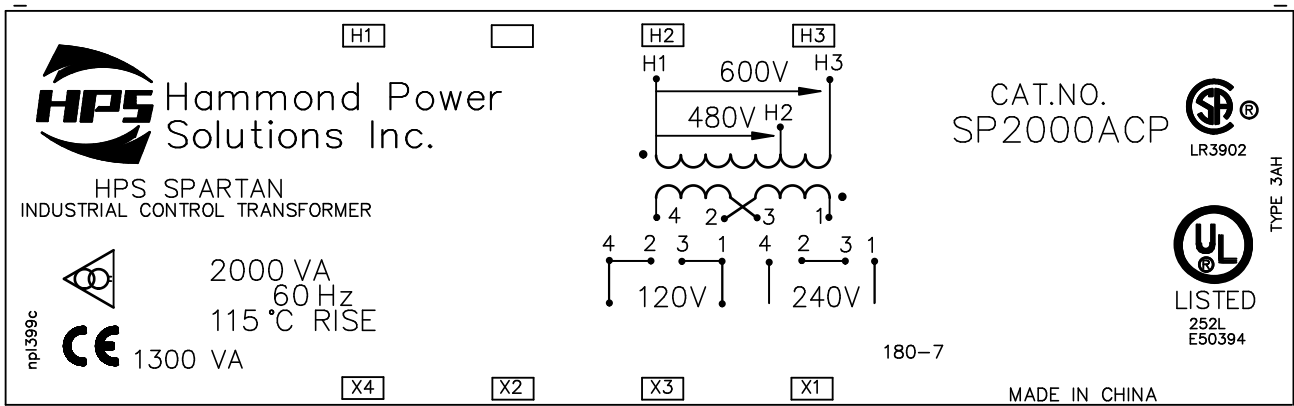 H1 H2 H3
HPS Hammond Power
Solutions Inc.
HPS SPARTAN
INDUSTRIAL CONTROL TRANSFORMER
2000 VA
60 Hz
115 °C RISE
CE 1300 VA
npl399c
H1 600V H3
480V H2
4 2 3 1
4 2 3 1 4 2 3 1
120V 240V
180-7
CAT.NO.
SP2000ACP
SA ®
LR3902
TYPE 3AH
UL ®
LISTED
252L
E50394
X4 X2 X3 X1
MADE IN CHINA